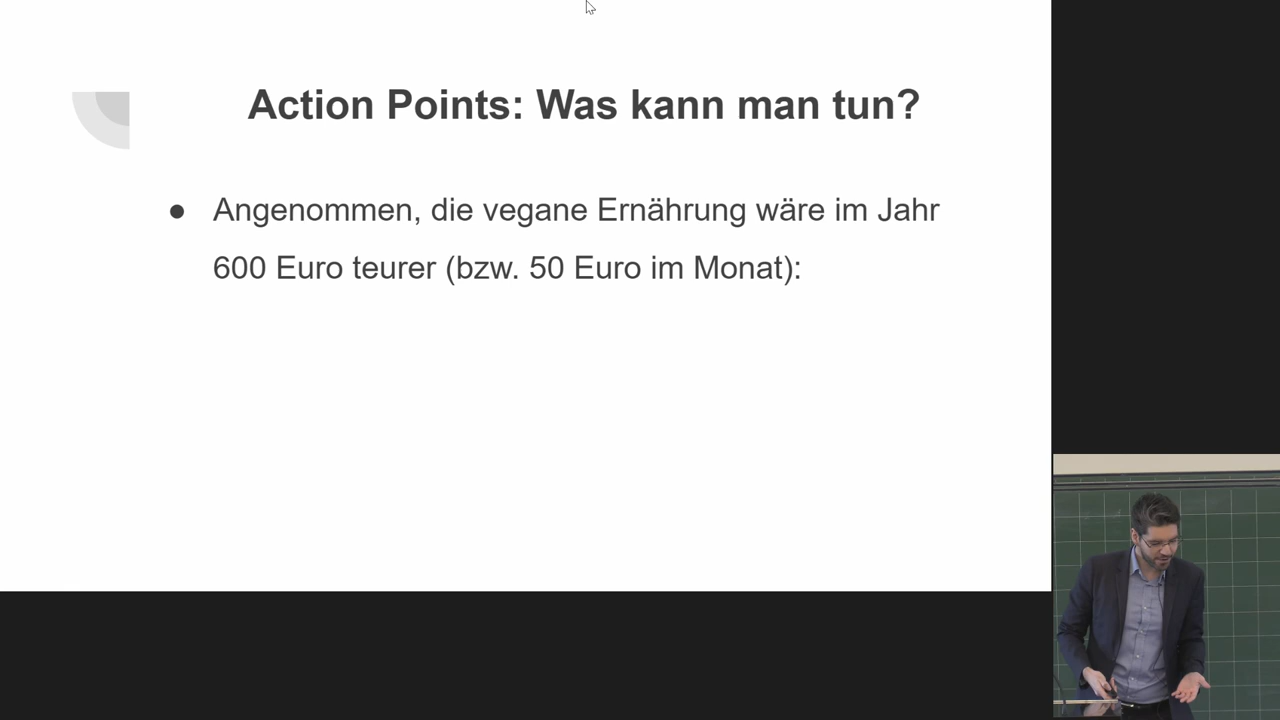 Action Points: Was kann man tun?
● Angenommen, die vegane Ernährung wäre im Jahr
600 Euro teurer (bzw. 50 Euro im Monat):